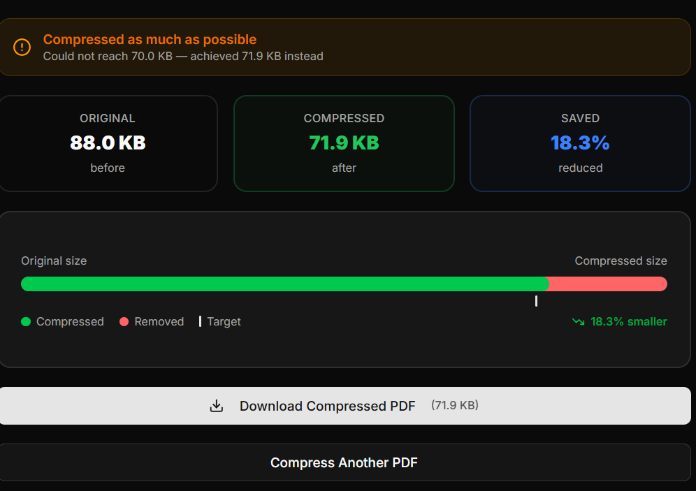 Compressed as much as possible
Could not reach 70.0 KB — achieved 71.9 KB instead
ORIGINAL
88.0 KB
before
COMPRESSED
71.9 KB
after
SAVED
18.3%
reduced
Original size
Compressed size
Compressed
Removed
Target
18.3% smaller
Download Compressed PDF (71.9 KB)
Compress Another PDF